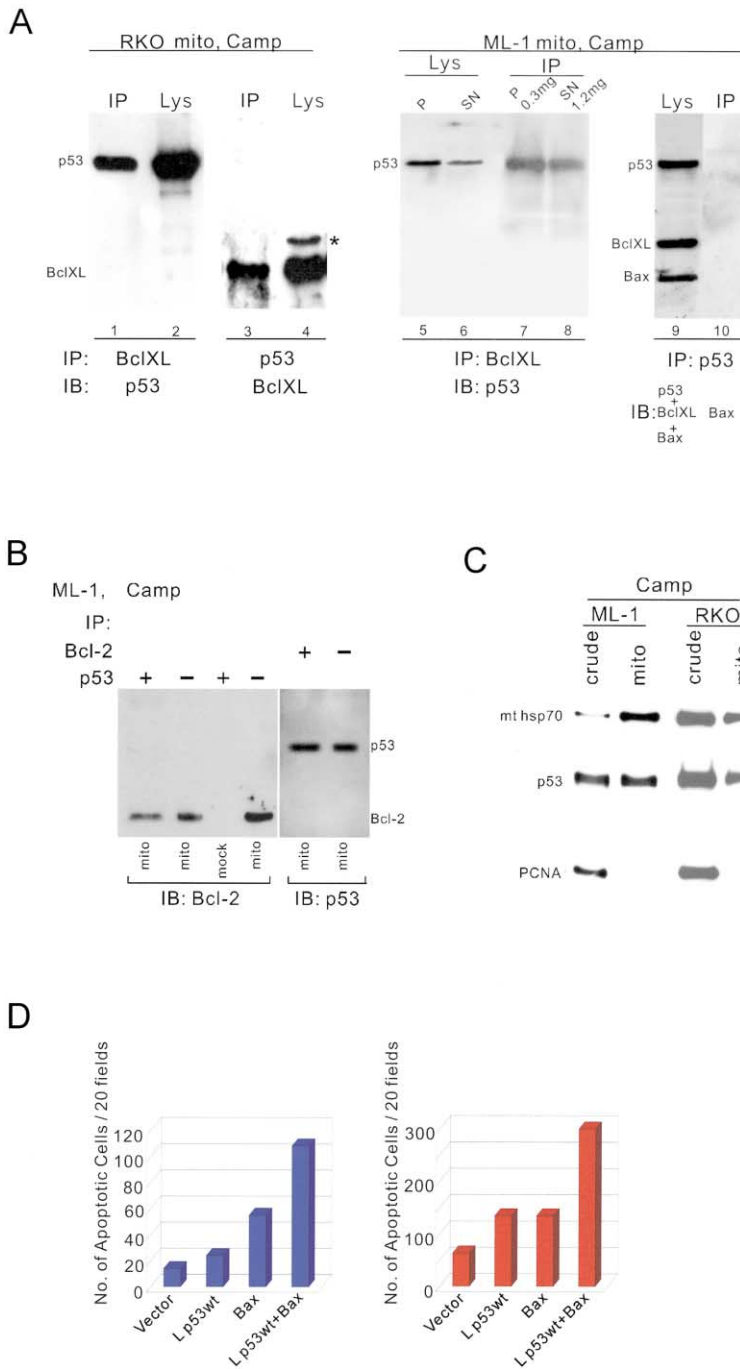 A
RKO mito, Camp
ML-1 mito, Camp
Lys
IP
IP
Lys
IP
Lys
P
SN
P 0.3mg
SN 1.2mg
Lys
IP
p53
p53
p53
*
BclXL
BclXL
Bax
1
2
3
4
5
6
7
8
9
10
IP: BclXL
p53
IP: BclXL
IP: p53
IB: p53
BclXL
IB: p53
IB: p53 + BclXL + Bax
Bax
B
ML-1, Camp
IP:
Bcl-2
+
−
p53
+
−
+
−
p53
Bcl-2
mito
mito
mock
mito
mito
mito
IB: Bcl-2
IB: p53
C
Camp
ML-1
RKO
crude
mito
crude
mito
mt hsp70
p53
PCNA
D
No. of Apoptotic Cells / 20 fields
120
100
80
60
40
20
0
Vector
L p53wt
Bax
L p53wt+Bax
No. of Apoptotic Cells / 20 fields
300
200
100
0
Vector
L p53wt
Bax
L p53wt+Bax